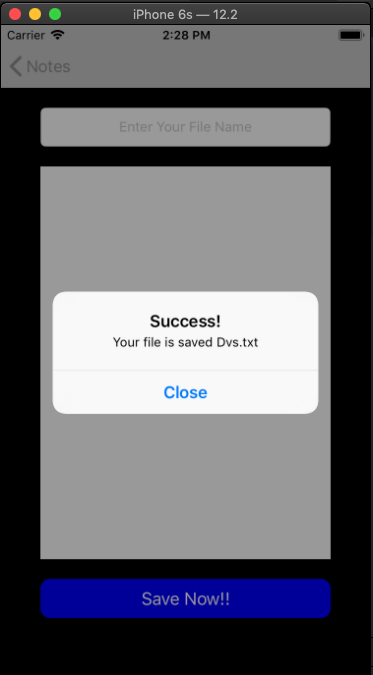 iPhone 6s — 12.2
Carrier 2:28 PM
Notes
Enter Your File Name
Success!
Your file is saved Dvs.txt
Close
Save Now!!